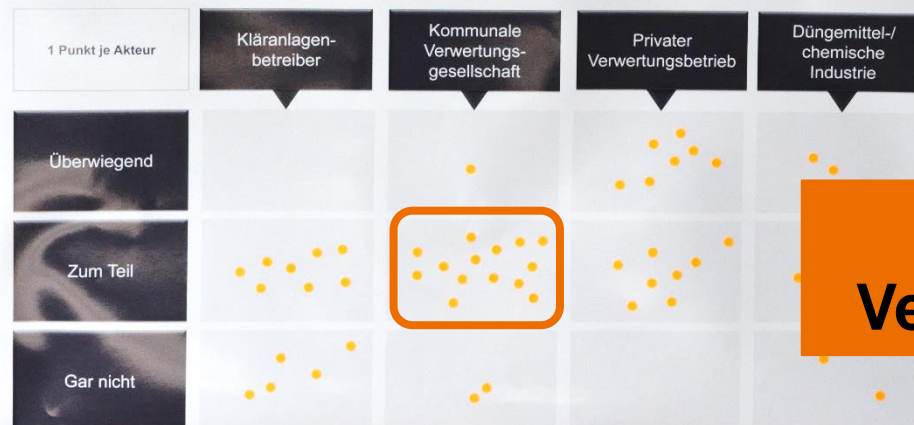 1 Punkt je Akteur
Kläranlagen-
betreiber
Kommunale
Verwertungs-
gesellschaft
Privater
Verwertungsbetrieb
Düngemittel-/
chemische
Industrie
Überwiegend
Zum Teil
Gar nicht
Ve